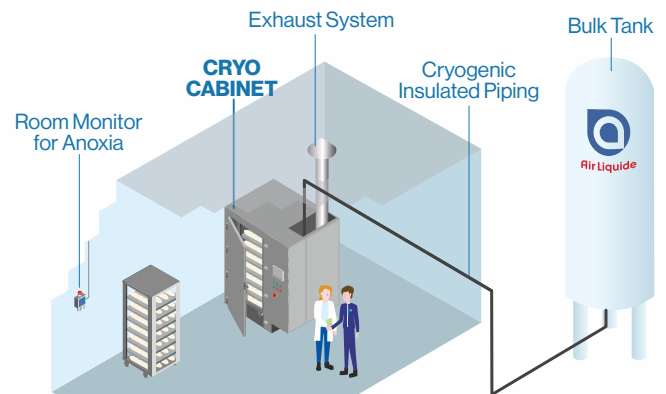 Exhaust System
Bulk Tank
CRYO
CABINET
Cryogenic
Insulated Piping
Room Monitor
for Anoxia
Air Liquide